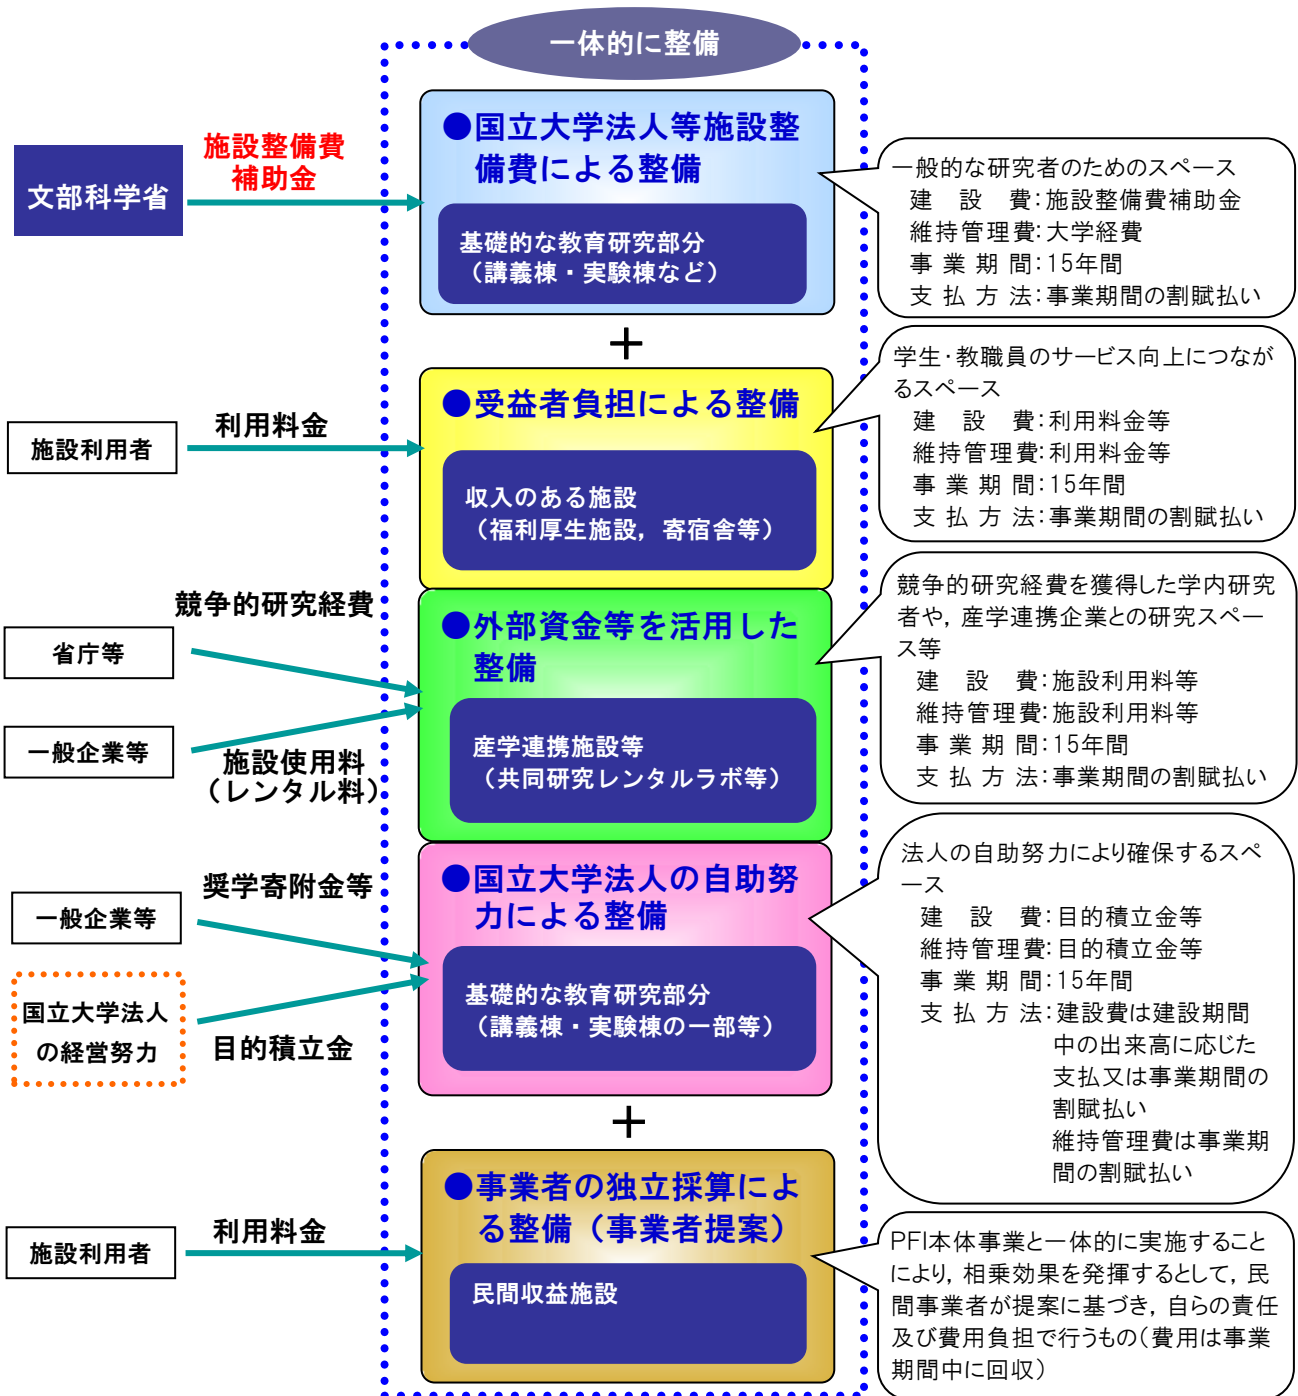 一体的に整備
文部科学省
施設整備費
補助金
●国立大学法人等施設整
備費による整備
基礎的な教育研究部分
（講義棟・実験棟など）
一般的な研究者のためのスペース
建　設　費：施設整備費補助金
維持管理費：大学経費
事 業 期 間：15年間
支 払 方 法：事業期間の割賦払い
＋
施設利用者
利用料金
●受益者負担による整備
収入のある施設
（福利厚生施設，寄宿舎等）
学生・教職員のサービス向上につなが
るスペース
建　設　費：利用料金等
維持管理費：利用料金等
事 業 期 間：15年間
支 払 方 法：事業期間の割賦払い
競争的研究経費
省庁等
一般企業等
施設使用料
（レンタル料）
●外部資金等を活用した
整備
産学連携施設等
（共同研究レンタルラボ等）
競争的研究経費を獲得した学内研究
者や，産学連携企業との研究スペー
ス等
建　設　費：施設利用料等
維持管理費：施設利用料等
事 業 期 間：15年間
支 払 方 法：事業期間の割賦払い
奨学寄附金等
一般企業等
国立大学法人
の経営努力
目的積立金
●国立大学法人の自助努
力による整備
基礎的な教育研究部分
（講義棟・実験棟の一部等）
法人の自助努力により確保するスペ
ース
建　設　費：目的積立金等
維持管理費：目的積立金等
事 業 期 間：15年間
支 払 方 法：建設費は建設期間
中の出来高に応じた
支払又は事業期間の
割賦払い
維持管理費は事業期
間の割賦払い
＋
施設利用者
利用料金
●事業者の独立採算によ
る整備（事業者提案）
民間収益施設
PFI本体事業と一体的に実施すること
により，相乗効果を発揮するとして，民
間事業者が提案に基づき，自らの責任
及び費用負担で行うもの（費用は事業
期間中に回収）